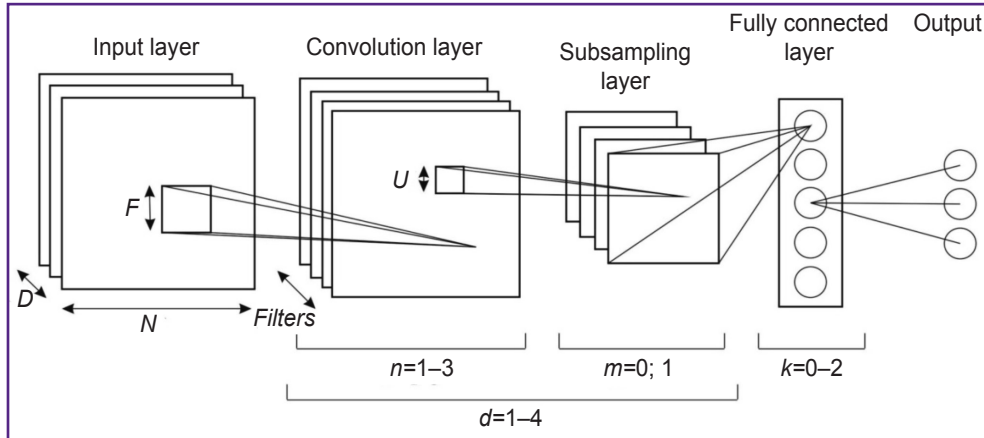 Input layer
Convolution layer
Subsampling
layer
Fully connected
layer
Output
F
U
D
N
Filters
n=1–3
m=0; 1
k=0–2
d=1–4